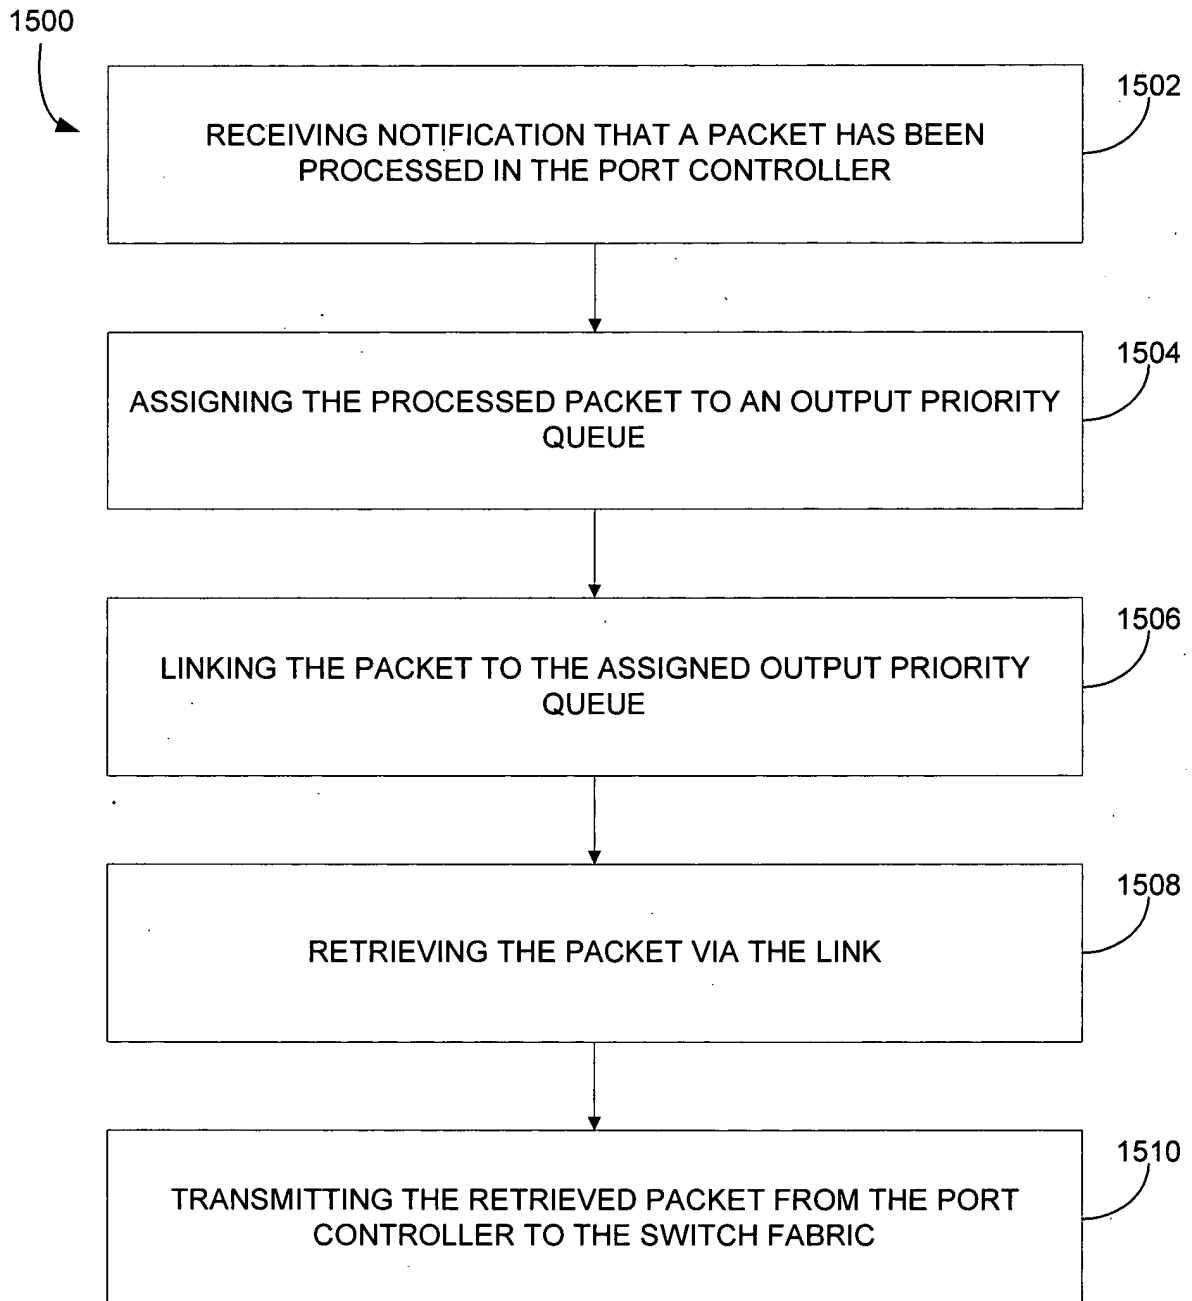 1500
1502
RECEIVING NOTIFICATION THAT A PACKET HAS BEEN
PROCESSED IN THE PORT CONTROLLER
1504
ASSIGNING THE PROCESSED PACKET TO AN OUTPUT PRIORITY
QUEUE
1506
LINKING THE PACKET TO THE ASSIGNED OUTPUT PRIORITY
QUEUE
1508
RETRIEVING THE PACKET VIA THE LINK
1510
TRANSMITTING THE RETRIEVED PACKET FROM THE PORT
CONTROLLER TO THE SWITCH FABRIC